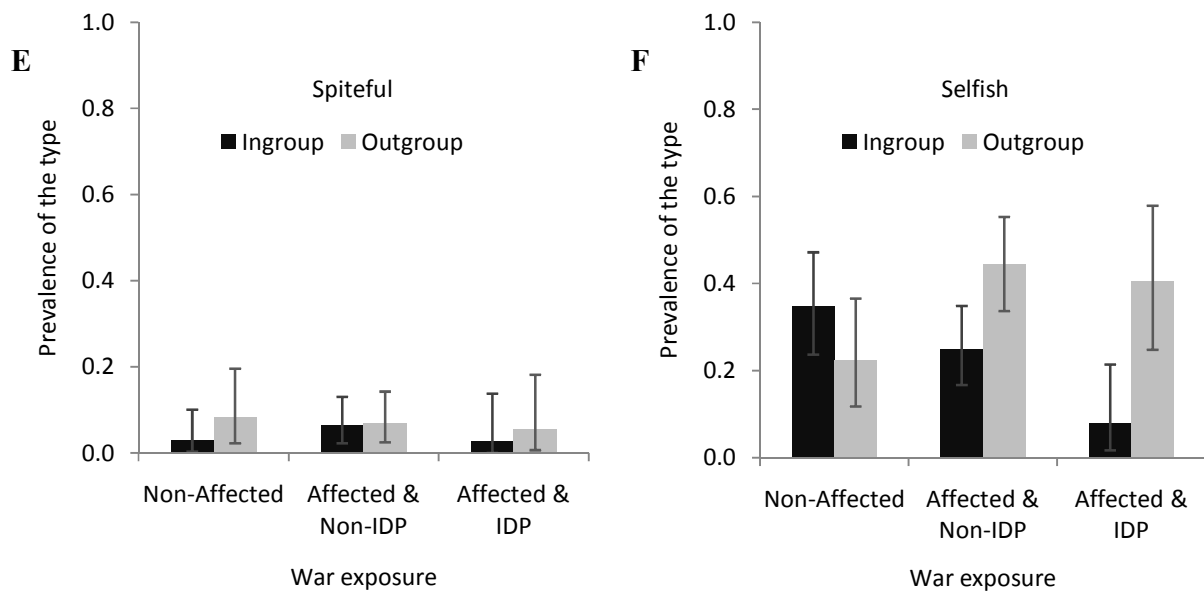 E
Spiteful
Ingroup Outgroup
Prevalence of the type
1.0
0.8
0.6
0.4
0.2
0.0
Non-Affected
Affected &
Non-IDP
Affected &
IDP
War exposure
F
Selfish
Ingroup Outgroup
Prevalence of the type
1.0
0.8
0.6
0.4
0.2
0.0
Non-Affected
Affected &
Non-IDP
Affected &
IDP
War exposure